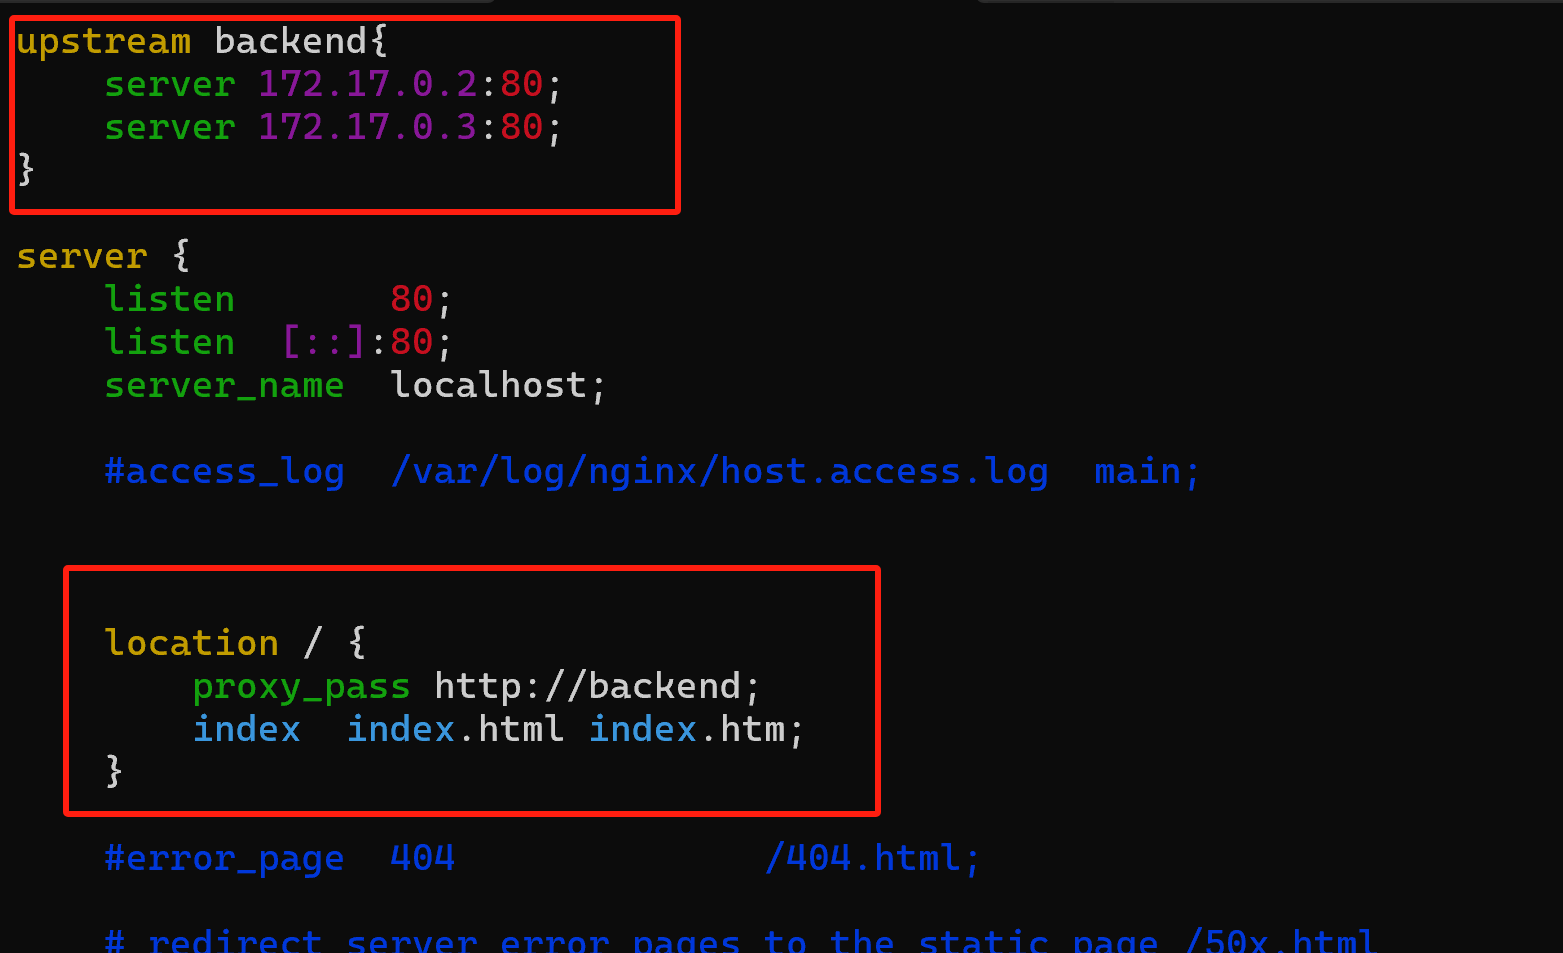 upstream backend{
    server 172.17.0.2:80;
    server 172.17.0.3:80;
}
server {
    listen       80;
    listen  [::]:80;
    server_name  localhost;
    #access_log  /var/log/nginx/host.access.log  main;
    location / {
        proxy_pass http://backend;
        index  index.html index.htm;
    }
    #error_page  404              /404.html;
    # redirect server error pages to the static page /50x.html